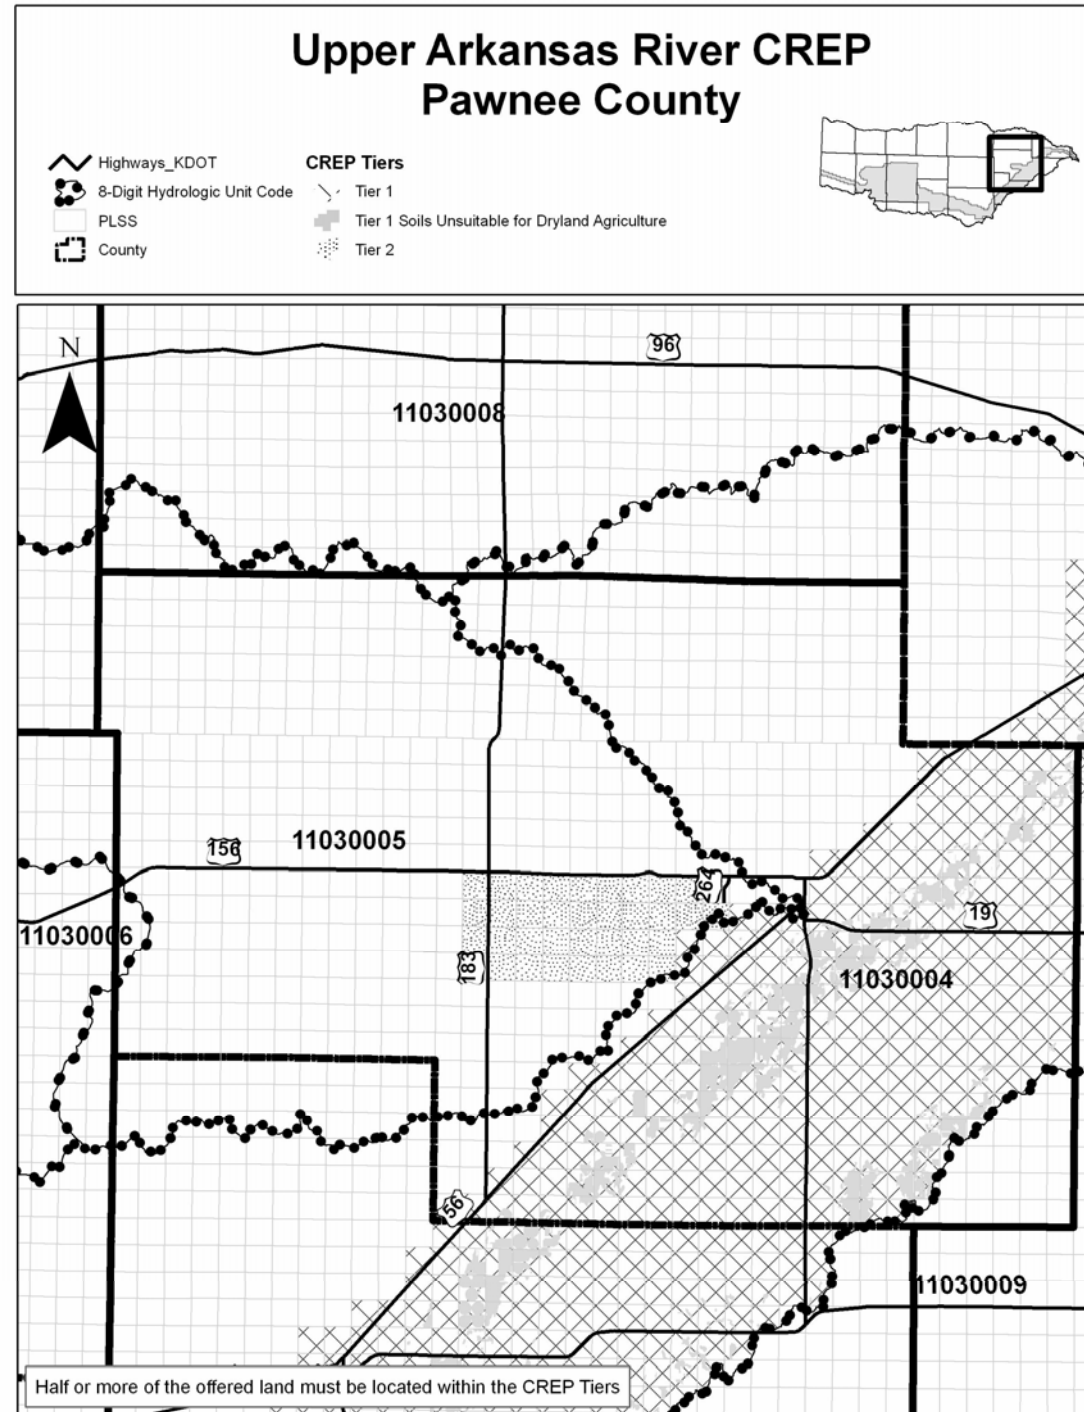 Upper Arkansas River CREP
Pawnee County
Highways_KDOT
8-Digit Hydrologic Unit Code
PLSS
County
CREP Tiers
Tier 1
Tier 1 Soils Unsuitable for Dryland Agriculture
Tier 2
N
96
11030008
156
11030005
264
19
11030006
183
11030004
56
11030009
Half or more of the offered land must be located within the CREP Tiers